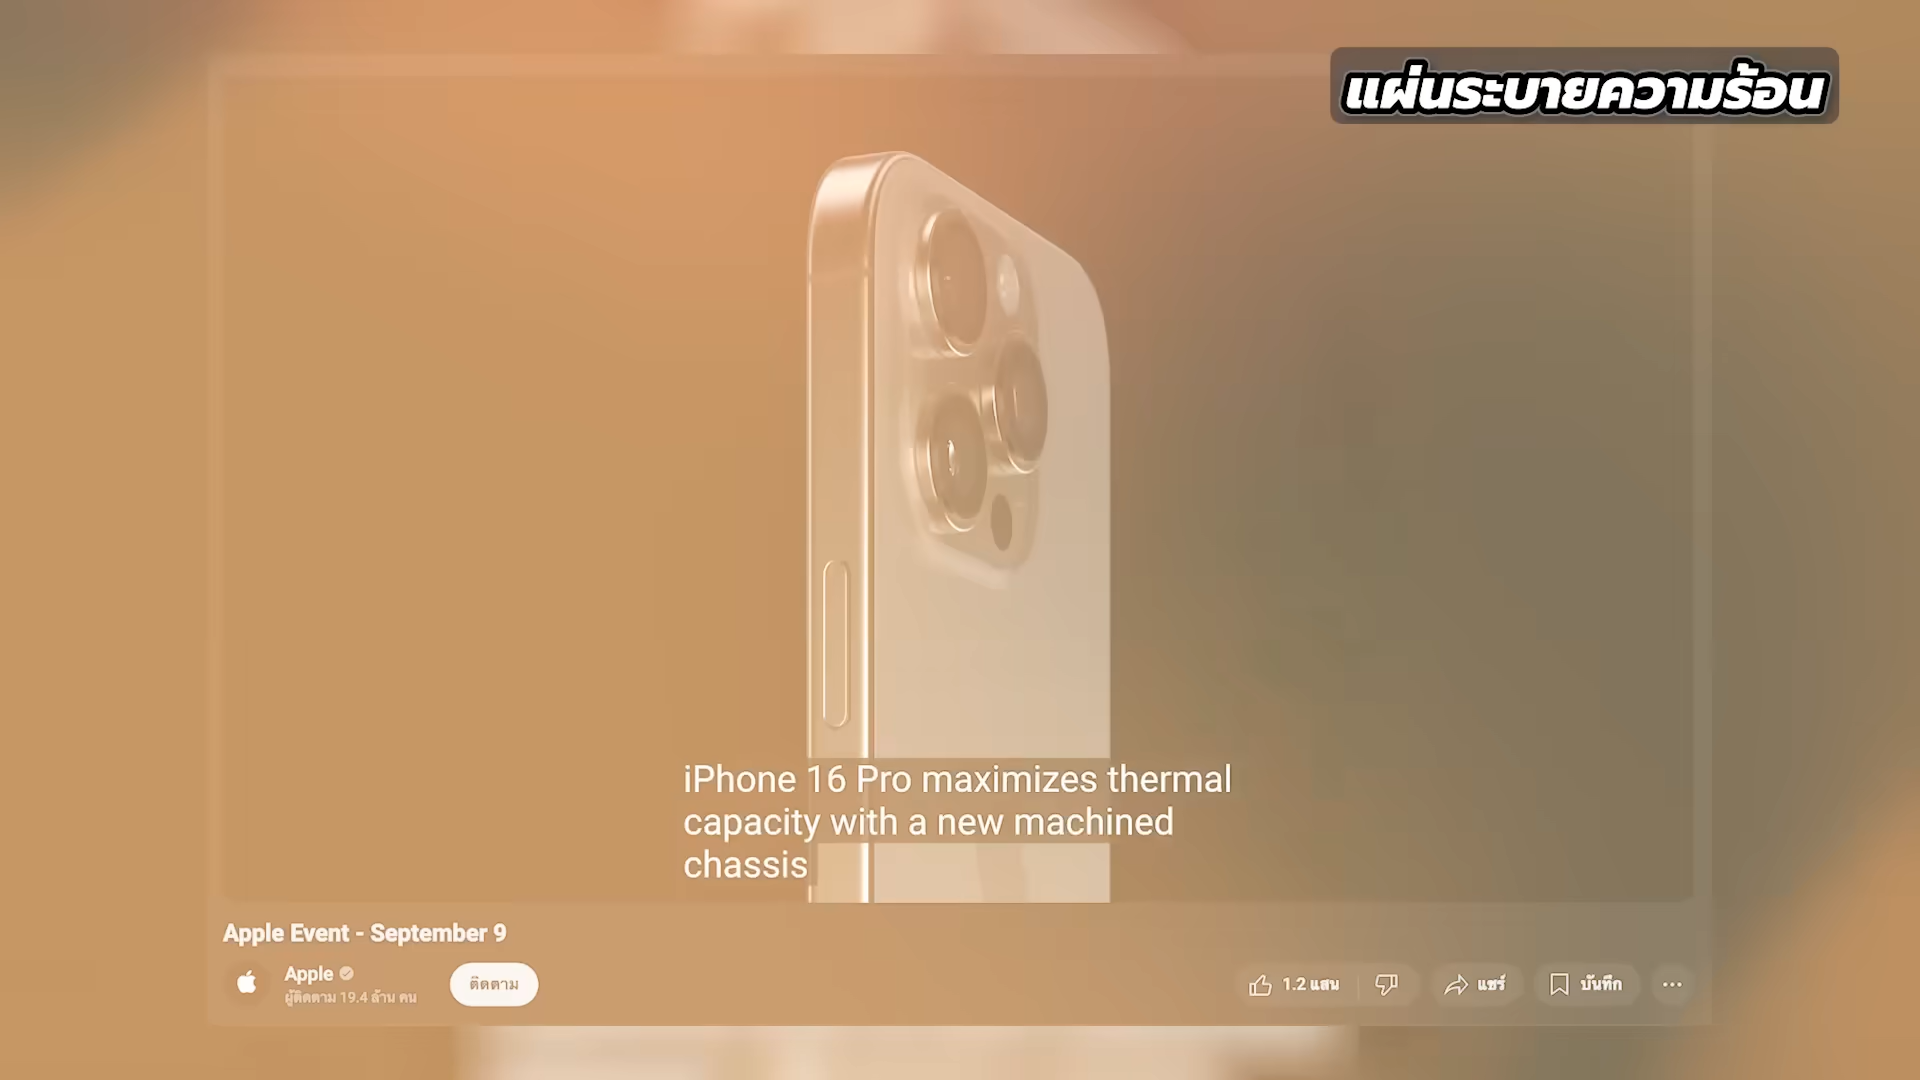 แผ่นระบายความร้อน
iPhone 16 Pro maximizes thermal
capacity with a new machined
chassis
Apple Event - September 9
Apple
ผู้ติดตาม 19.4 ล้าน คน
ติดตาม
1.2 แสน
แชร์
บันทึก